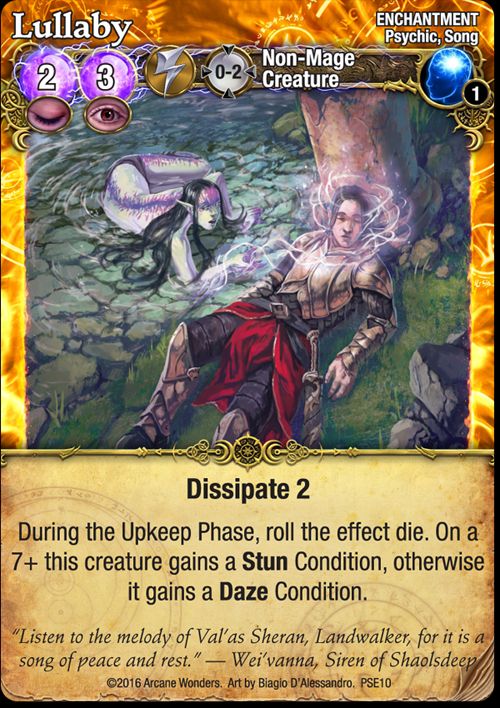 Lullaby
ENCHANTMENT
Psychic, Song
2
3
0-2
Non-Mage
Creature
1
Dissipate 2
During the Upkeep Phase, roll the effect die. On a
7+ this creature gains a Stun Condition, otherwise
it gains a Daze Condition.
“Listen to the melody of Val’as Sheran, Landwalker, for it is a
song of peace and rest.” — Wei’vanna, Siren of Shaolsdeep
©2016 Arcane Wonders. Art by Biagio D’Alessandro. PSE10